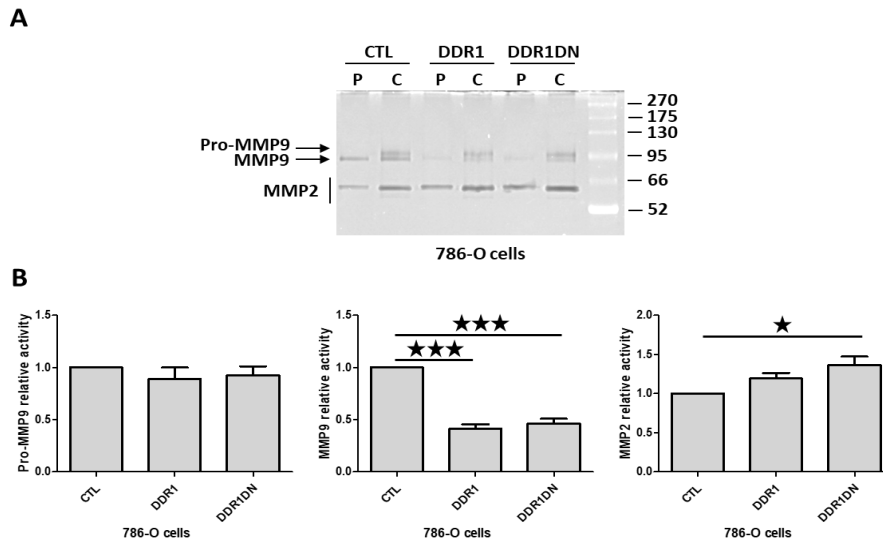 A
CTL DDR1 DDR1DN
P C P C P C
270
175
130
Pro-MMP9
95
MMP9
66
MMP2
52
786-O cells
B
Pro-MMP9 relative activity
1.5
1.0
0.5
0.0
CTL DDR1 DDR1DN
786-O cells
MMP9 relative activity
1.5
1.0
0.5
0.0
★★★
★★★
CTL DDR1 DDR1DN
786-O cells
MMP2 relative activity
2.0
1.5
1.0
0.5
0.0
★
CTL DDR1 DDR1DN
786-O cells